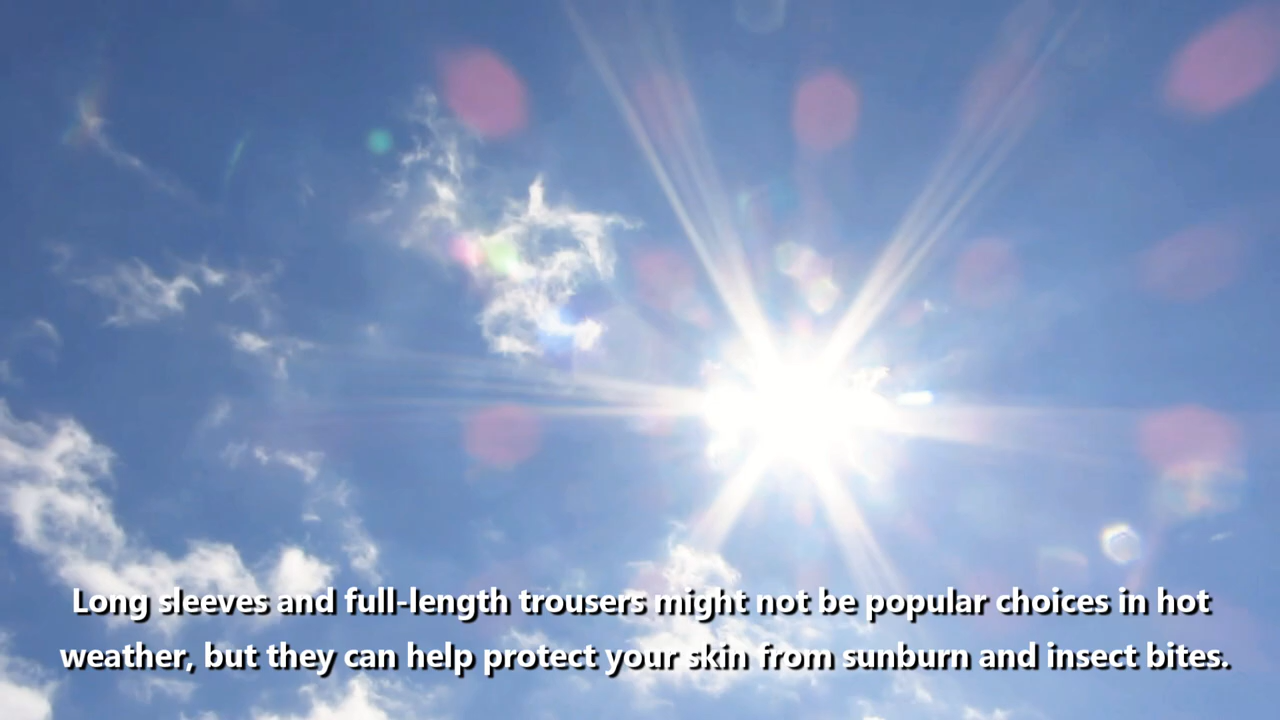 Long sleeves and full-length trousers might not be popular choices in hot
weather, but they can help protect your skin from sunburn and insect bites.